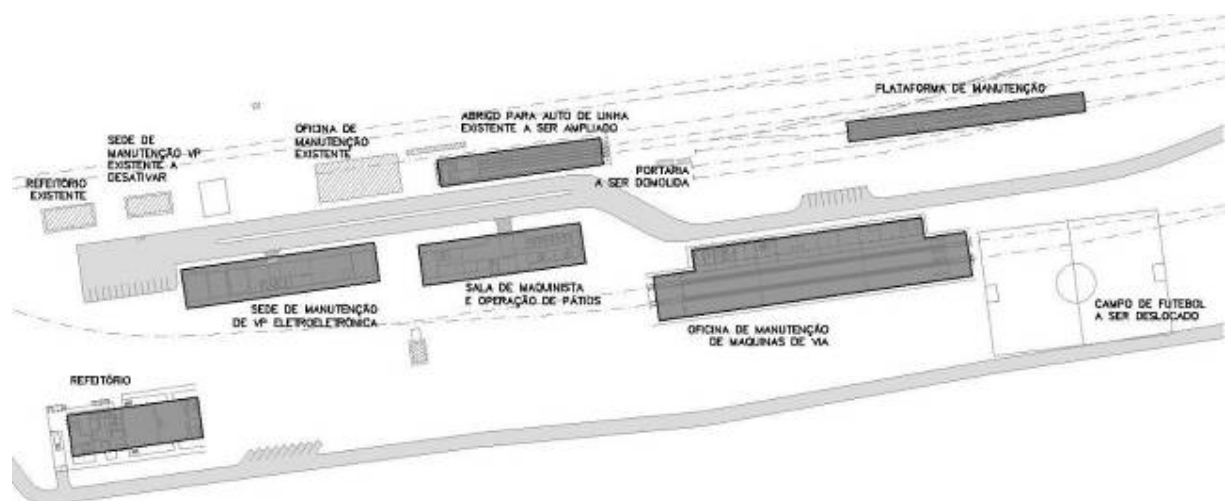 PLATAFORMA DE MANUTENÇÃO
ABRIGO PARA AUTO DE LINHA
EXISTENTE A SER AMPLIADO
OFICINA DE
MANUTENÇÃO
EXISTENTE
SEDE DE
MANUTENÇÃO VP
EXISTENTE A
DESATIVAR
REFEITÓRIO
EXISTENTE
PORTARIA
A SER DEMOLIDA
SEDE DE MANUTENÇÃO
DE VP ELETROELETRÔNICA
SALA DE MAQUINISTA
E OPERAÇÃO DE PÁTIOS
OFICINA DE MANUTENÇÃO
DE MAQUINAS DE VIA
CAMPO DE FUTEBOL
A SER DESLOCADO
REFEITÓRIO